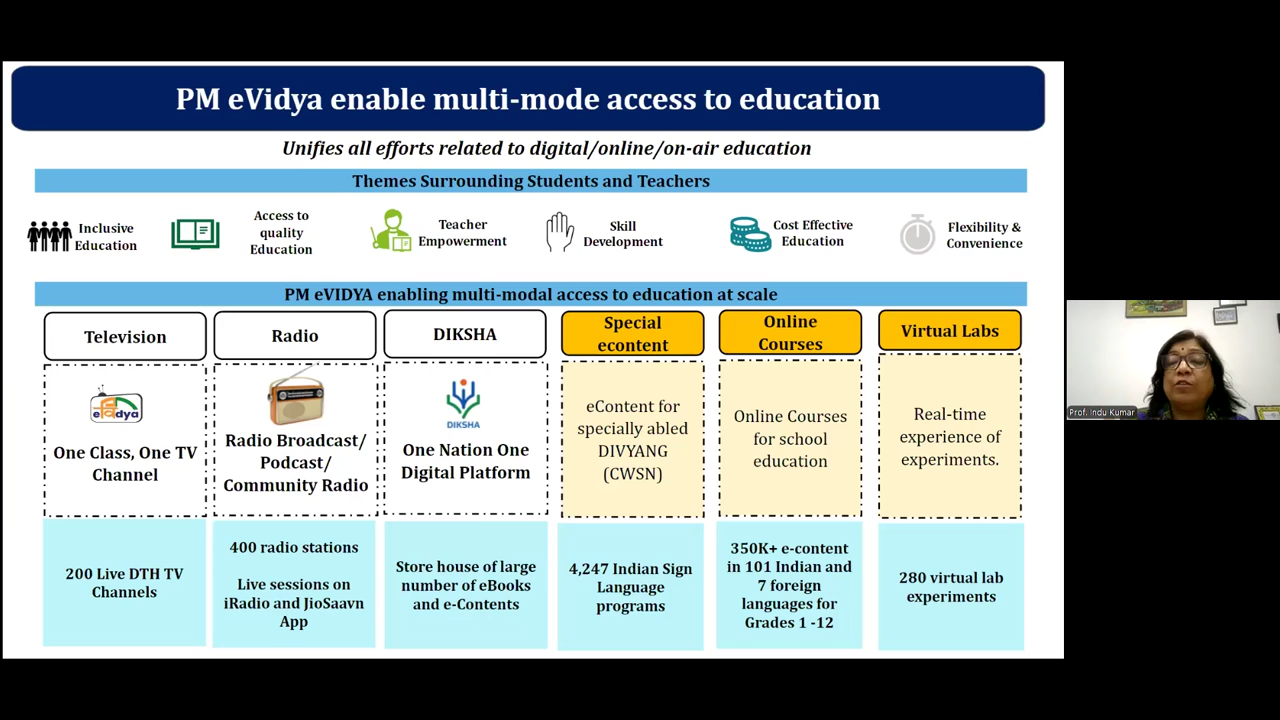 PM eVidya enable multi-mode access to education
Unifies all efforts related to digital/online/on-air education
Themes Surrounding Students and Teachers
Inclusive
Education
Access to
quality
Education
Teacher
Empowerment
Skill
Development
Cost Effective
Education
Flexibility &
Convenience
PM eVIDYA enabling multi-modal access to education at scale
Television
Radio
DIKSHA
Special
econtent
Online
Courses
Virtual Labs
One Class, One TV
Channel
Radio Broadcast/
Podcast/
Community Radio
DIKSHA
One Nation One
Digital Platform
eContent for
specially abled
DIVYANG
(CWSN)
Online Courses
for school
education
Real-time
experience of
experiments.
200 Live DTH TV
Channels
400 radio stations
Live sessions on
iRadio and JioSaavn
App
Store house of large
number of eBooks
and e-Contents
4,247 Indian Sign
Language
programs
350K+ e-content
in 101 Indian and
7 foreign
languages for
Grades 1 -12
280 virtual lab
experiments
Prof. Indu Kumar